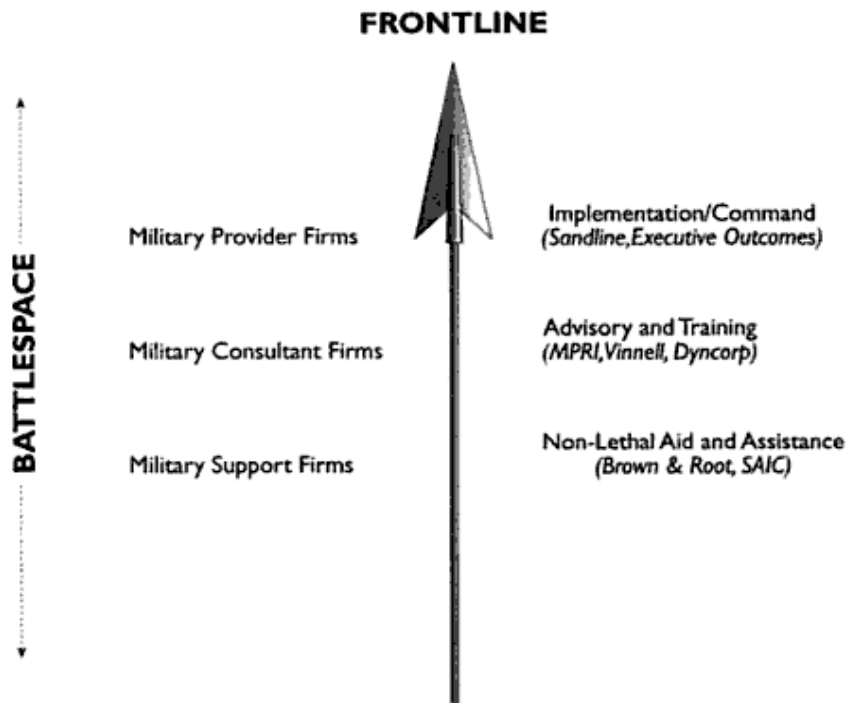 FRONTLINE
BATTLESPACE
Military Provider Firms
Implementation/Command
(Sandline,Executive Outcomes)
Military Consultant Firms
Advisory and Training
(MPRI,Vinnell, Dyncorp)
Military Support Firms
Non-Lethal Aid and Assistance
(Brown & Root, SAIC)